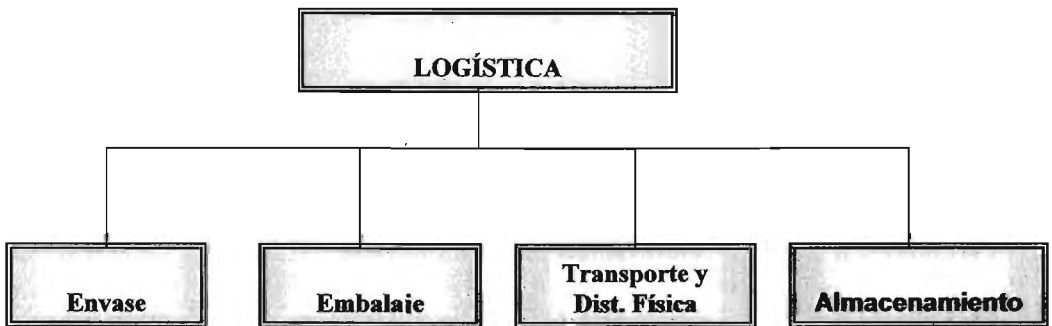 LOGÍSTICA
Envase
Embalaje
Transporte y
Dist. Física
Almacenamiento